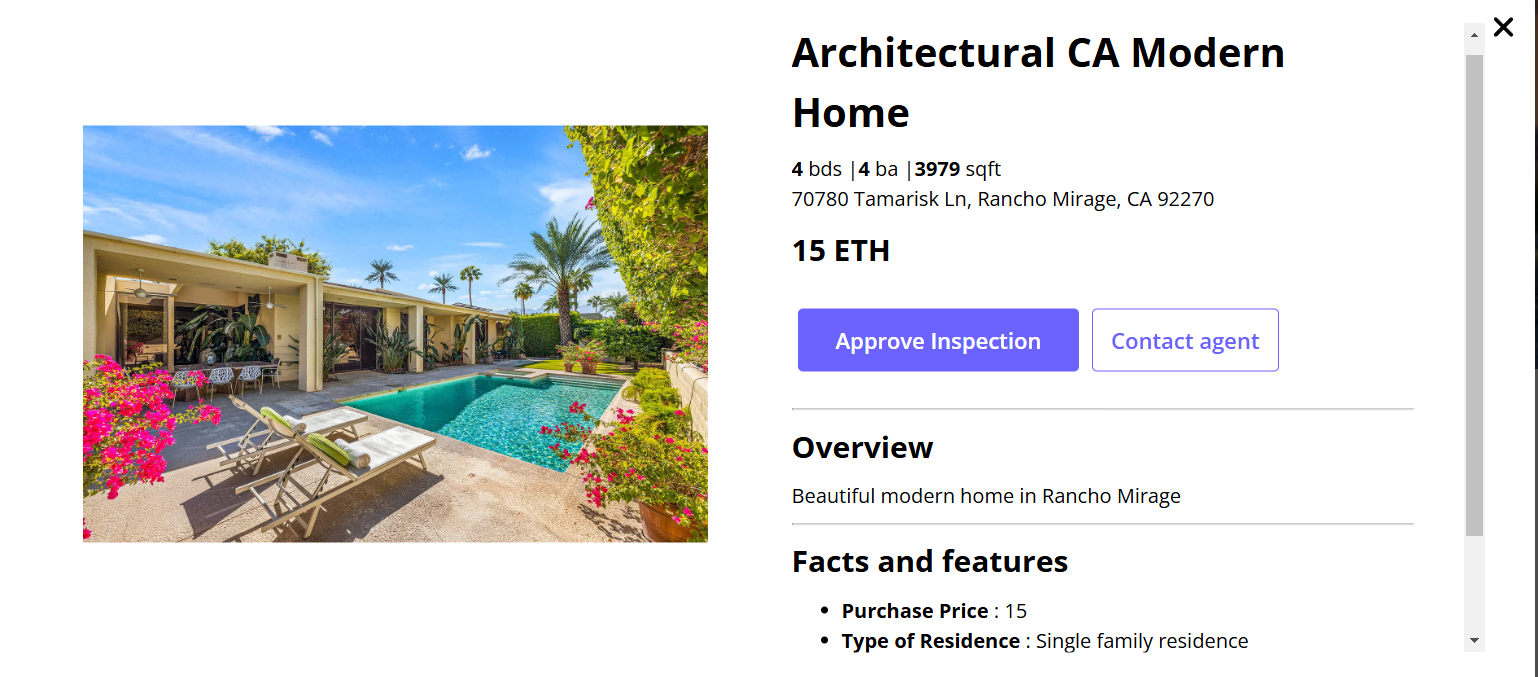 Architectural CA Modern
Home
4 bds |4 ba |3979 sqft
70780 Tamarisk Ln, Rancho Mirage, CA 92270
15 ETH
Approve Inspection
Contact agent
Overview
Beautiful modern home in Rancho Mirage
Facts and features
• Purchase Price : 15
• Type of Residence : Single family residence